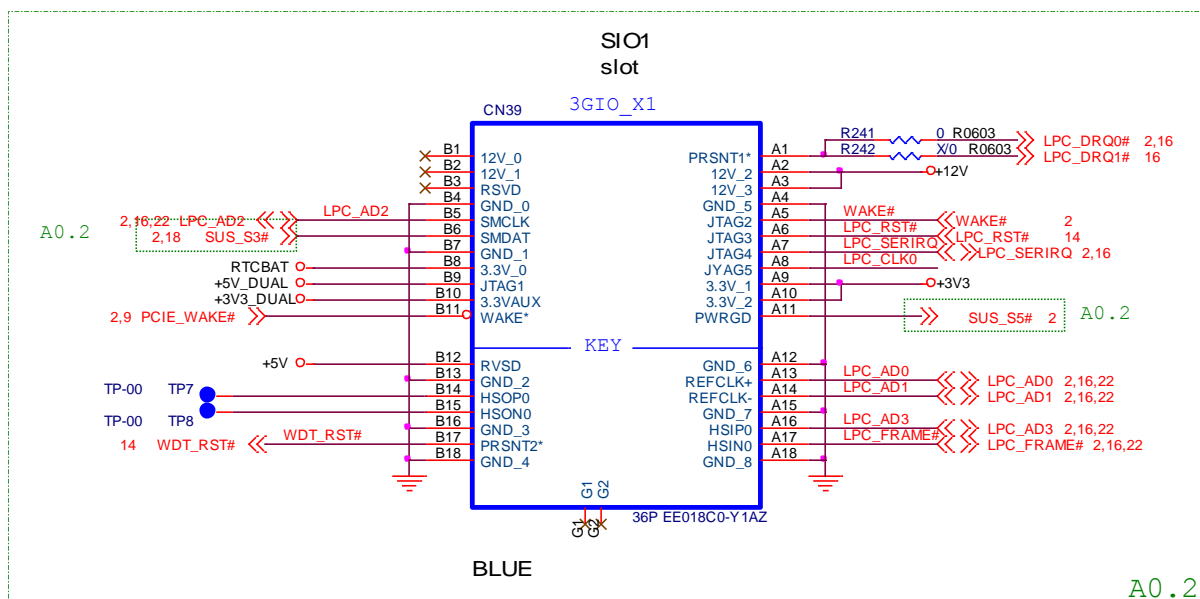 SIO1
slot
CN39 3GIO_X1
B1 12V_0 PRSNT1* A1 R241 0 R0603 LPC_DRQ0# 2,16
R242 X/0 R0603 LPC_DRQ1# 16
B2 12V_1 12V_2 A2 +12V
B3 RSVD 12V_3 A3
B4 GND_0 GND_5 A4
2,16,22 LPC_AD2 LPC_AD2 B5 SMCLK JTAG2 A5 WAKE# WAKE# 2
A0.2 2,18 SUS_S3# B6 SMDAT JTAG3 A6 LPC_RST# LPC_RST# 14
B7 GND_1 JTAG4 A7 LPC_SERIRQ LPC_SERIRQ 2,16
RTCBAT B8 3.3V_0 JYAG5 A8 LPC_CLK0
+5V_DUAL B9 JTAG1 3.3V_1 A9 +3V3
+3V3_DUAL B10 3.3VAUX 3.3V_2 A10
2,9 PCIE_WAKE# B11 WAKE* PWRGD A11 SUS_S5# 2 A0.2
KEY
+5V B12 RVSD GND_6 A12
B13 GND_2 REFCLK+ A13 LPC_AD0 LPC_AD0 2,16,22
TP-00 TP7 B14 HSOP0 REFCLK- A14 LPC_AD1 LPC_AD1 2,16,22
TP-00 TP8 B15 HSON0 GND_7 A15
B16 GND_3 HSIP0 A16 LPC_AD3 LPC_AD3 2,16,22
14 WDT_RST# WDT_RST# B17 PRSNT2* HSIN0 A17 LPC_FRAME# LPC_FRAME# 2,16,22
B18 GND_4 GND_8 A18
G1 G2
G1 G2 36P EE018C0-Y1AZ
BLUE
A0.2